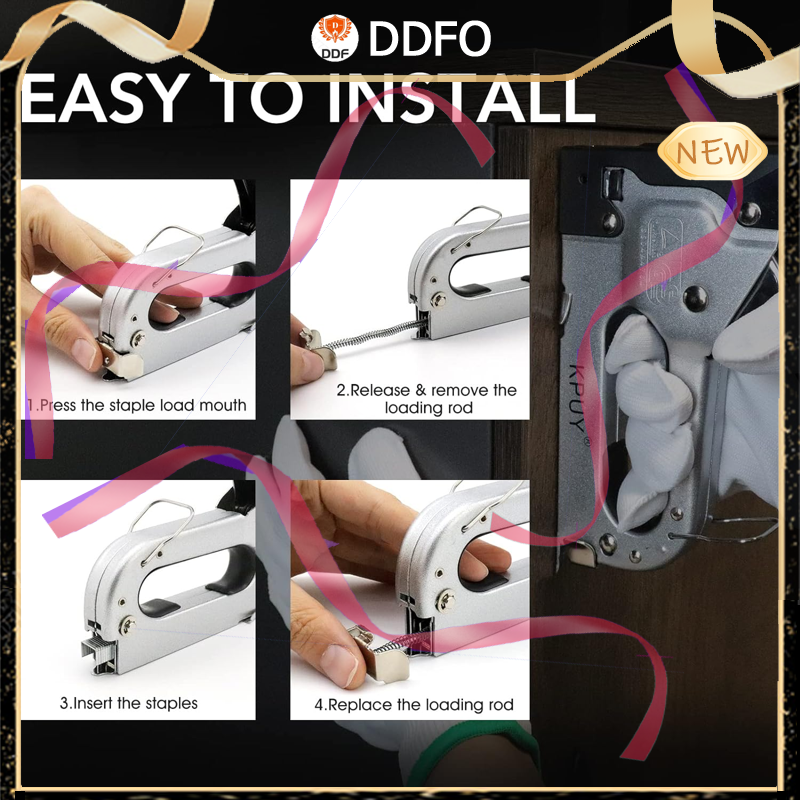 DDF
DDFO
EASY TO INSTALL
NEW
KPUY®
1.Press the staple load mouth
2.Release & remove the
loading rod
3.Insert the staples
4.Replace the loading rod